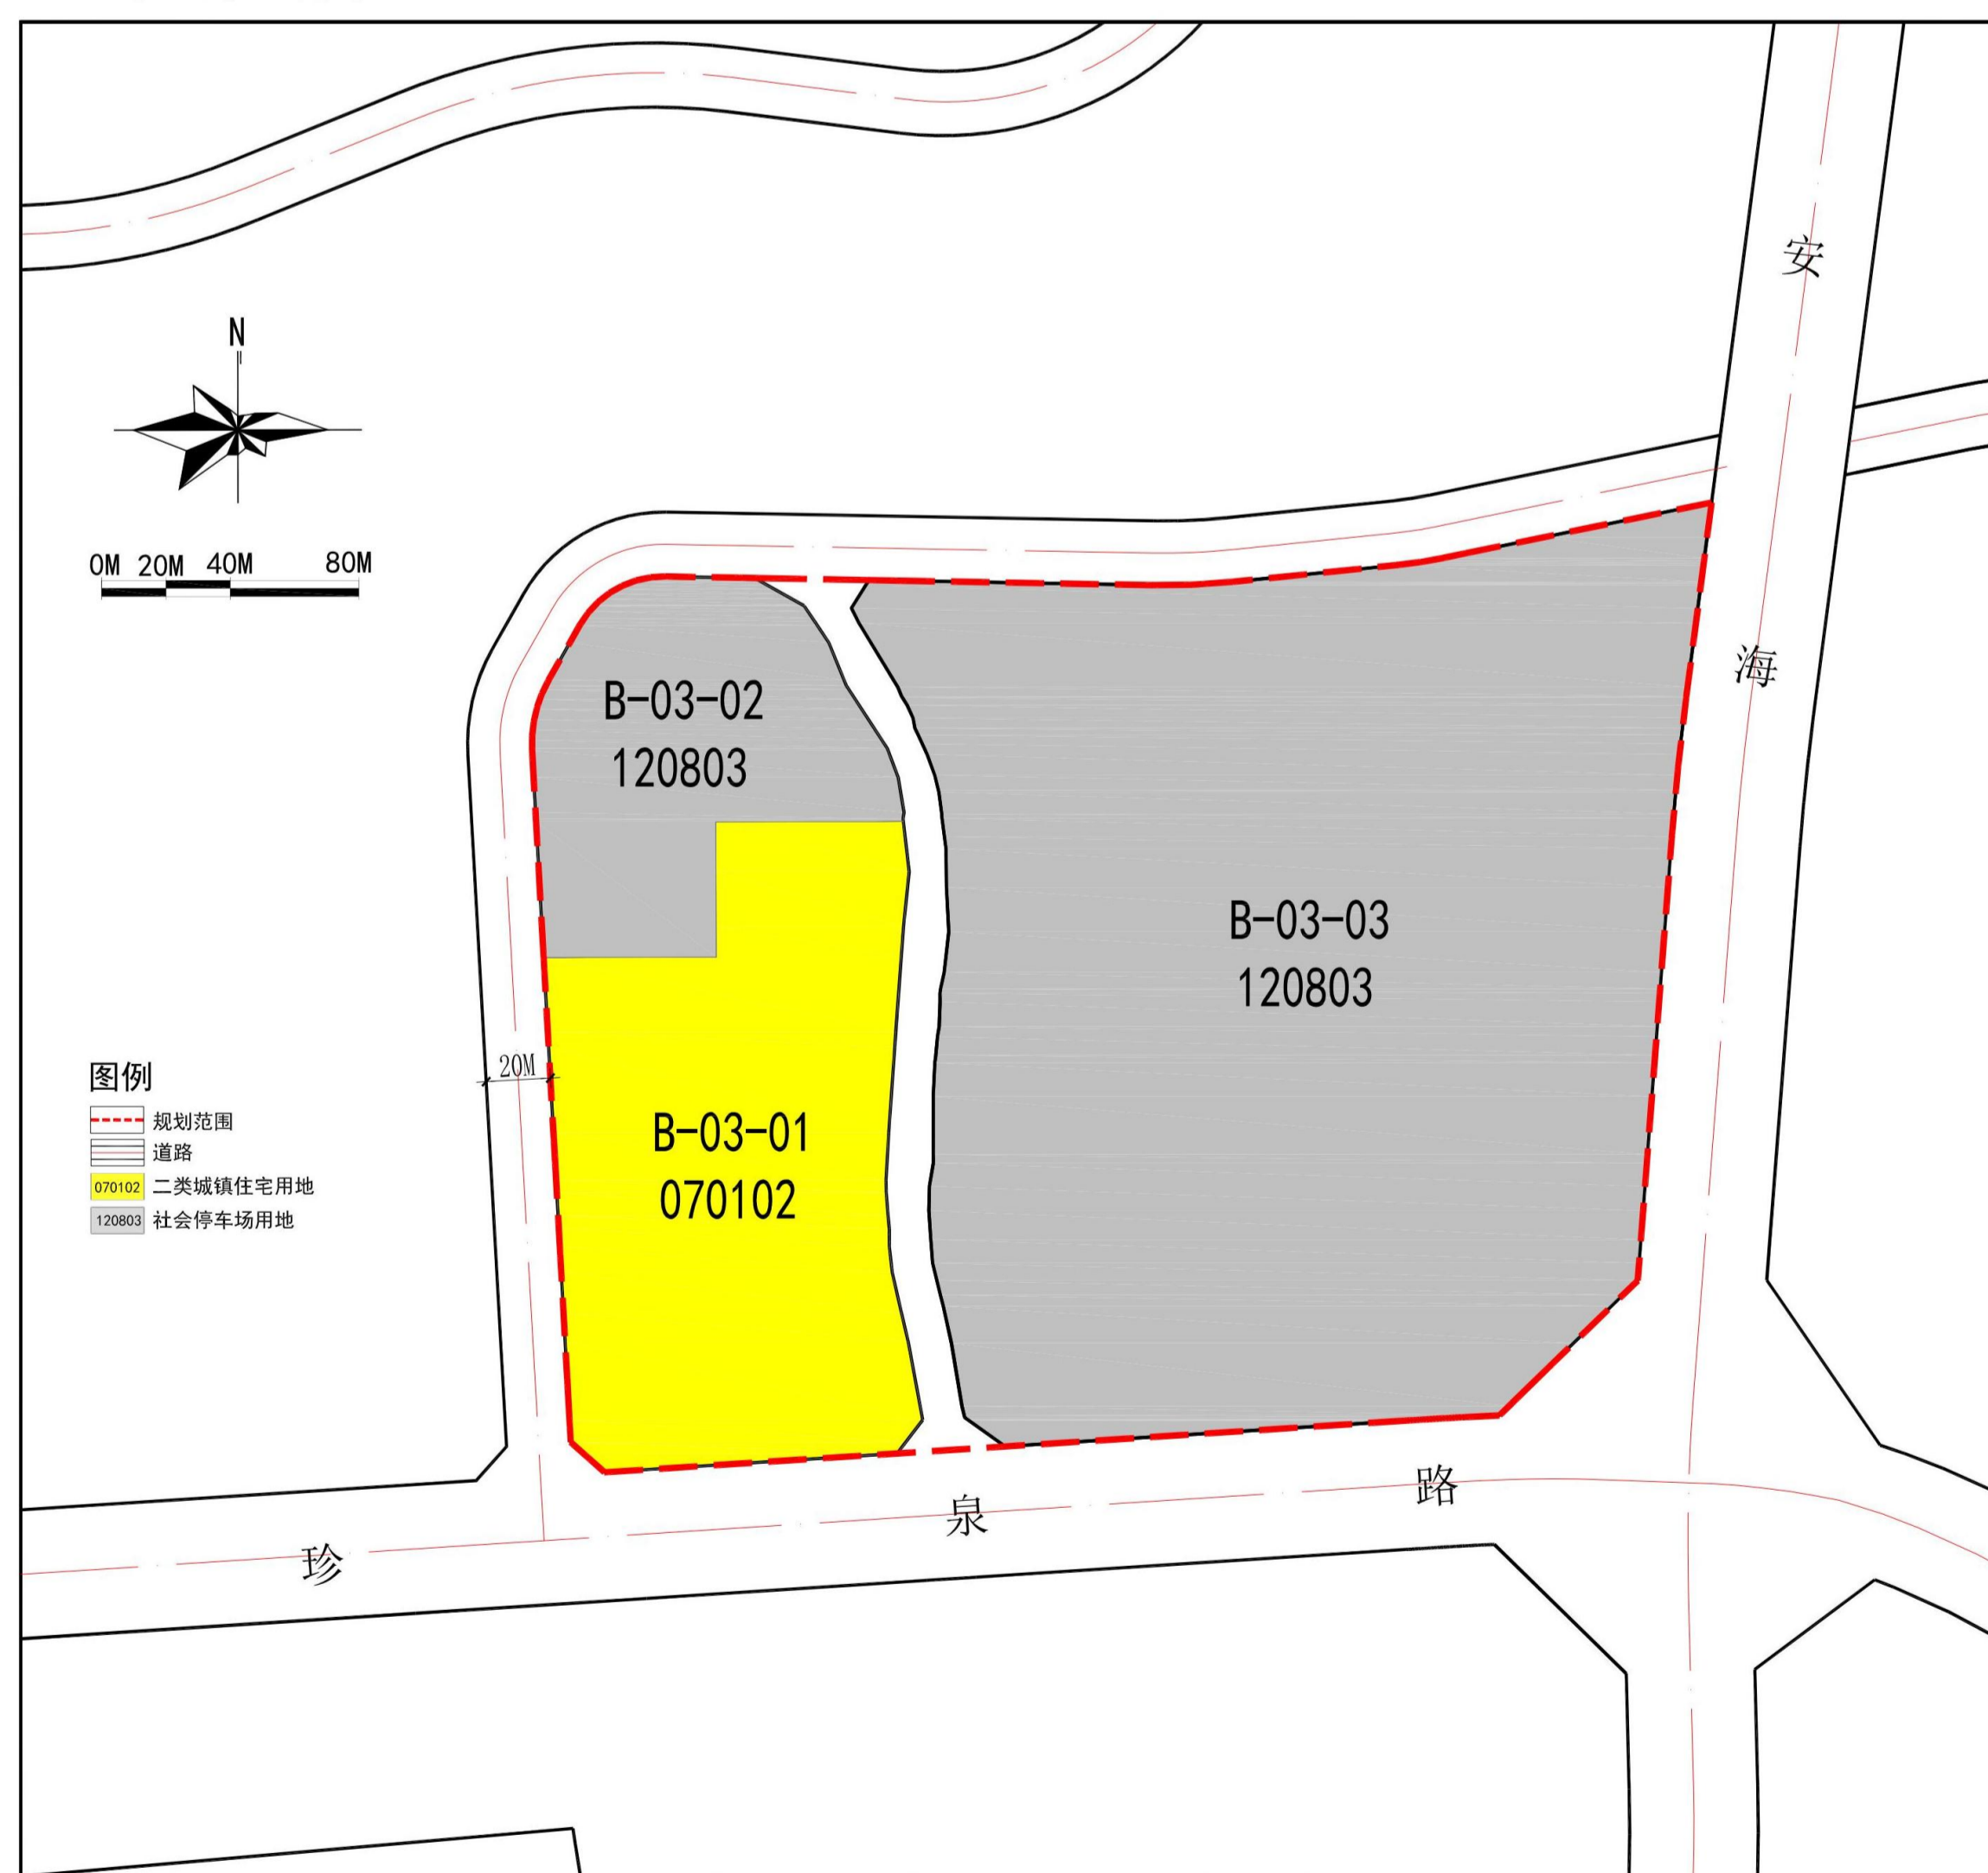 安
N
0M 20M 40M 80M
海
B-03-02
120803
B-03-03
120803
20M
图例
规划范围
道路
070102 二类城镇住宅用地
120803 社会停车场用地
B-03-01
070102
珍 泉 路